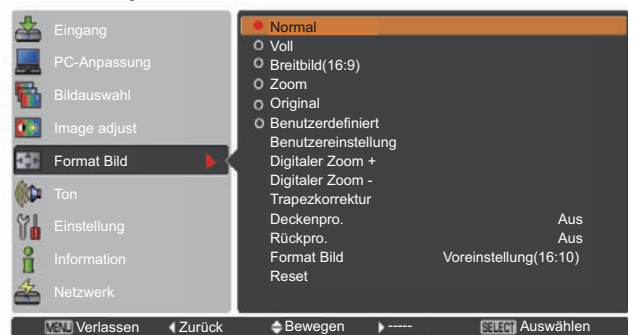 Eingang
PC-Anpassung
Bildauswahl
Image adjust
Format Bild
Ton
Einstellung
Information
Netzwerk
Normal
Voll
Breitbild(16:9)
Zoom
Original
Benutzerdefiniert
Benutzereinstellung
Digitaler Zoom +
Digitaler Zoom -
Trapezkorrektur
Deckenpro. Aus
Rückpro. Aus
Format Bild Voreinstellung(16:10)
Reset
MENU Verlassen Zurück Bewegen ----- SELECT Auswählen